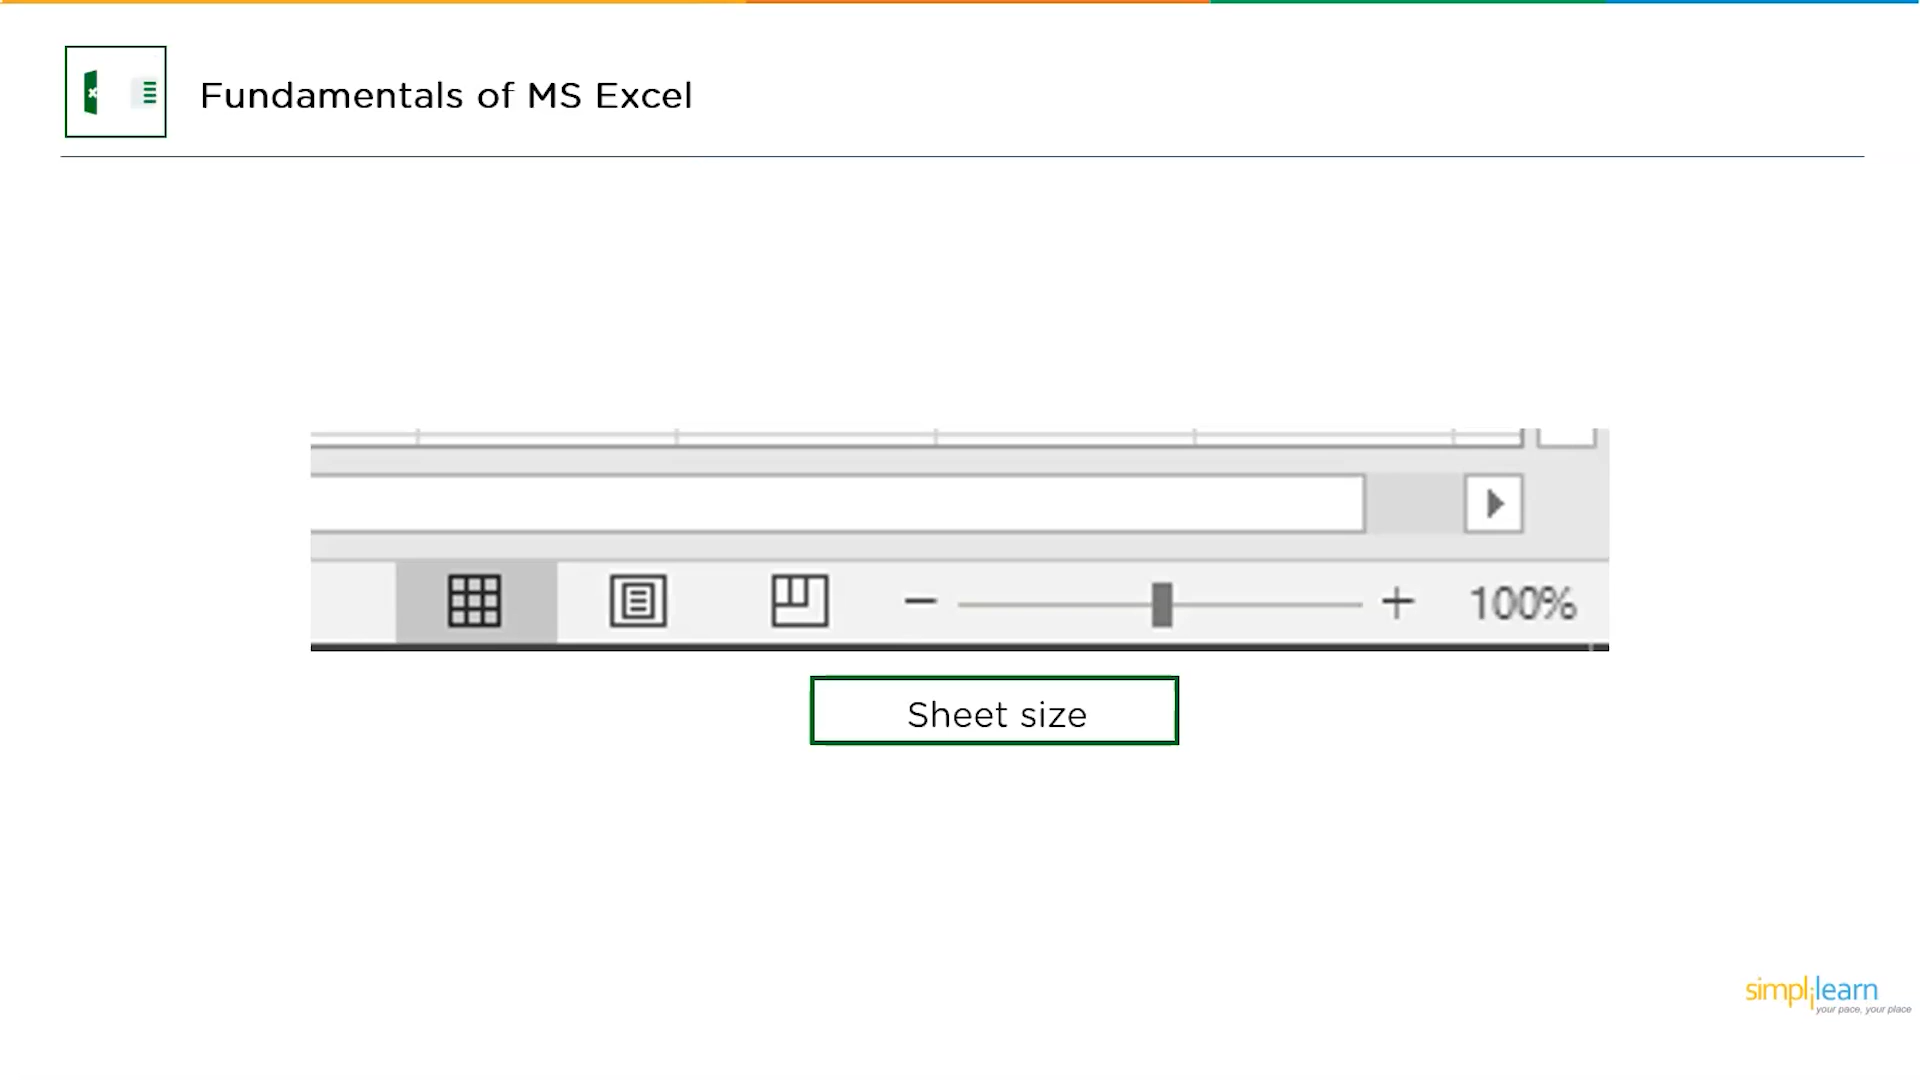 Fundamentals of MS Excel
100%
Sheet size
simplilearn
your pace, your place